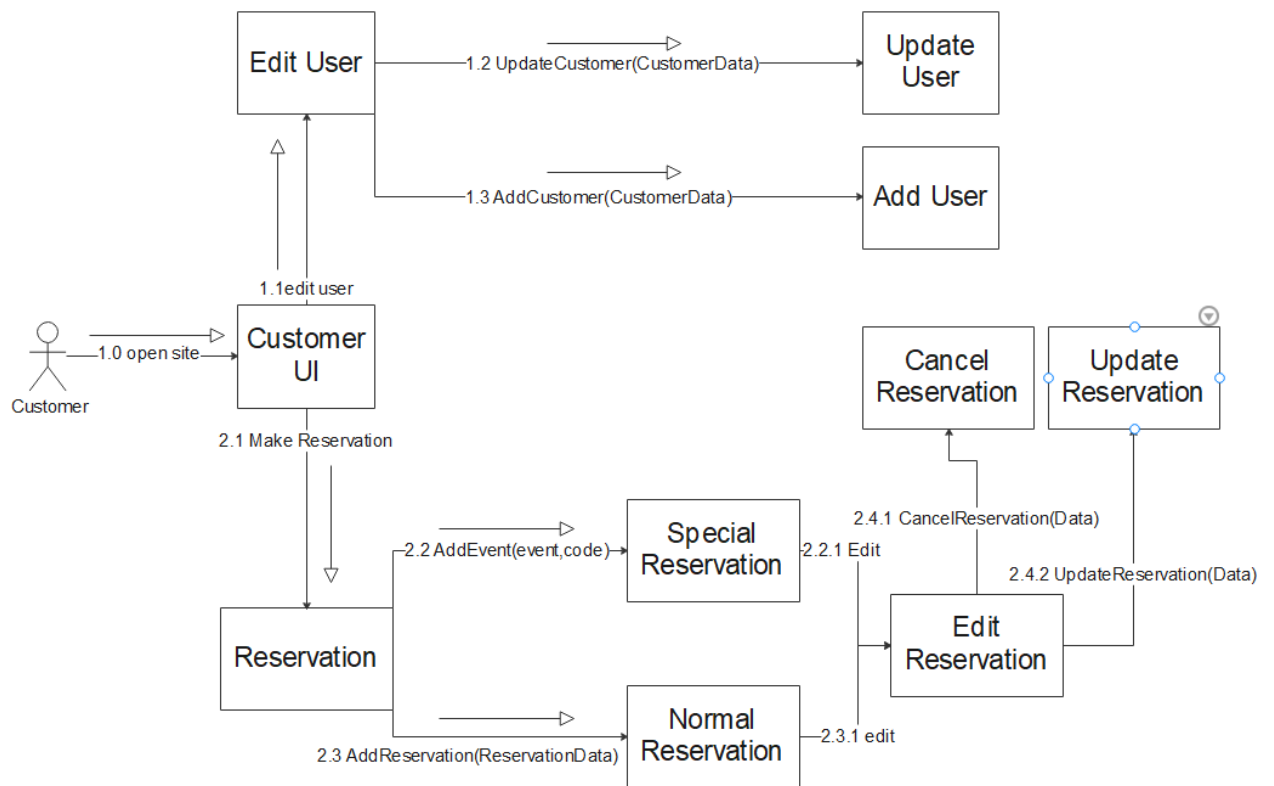 Edit User
1.2 UpdateCustomer(CustomerData)
Update
User
1.3 AddCustomer(CustomerData)
Add User
1.1edit user
Customer
1.0 open site
Customer
UI
2.1 Make Reservation
Cancel
Reservation
Update
Reservation
2.2 AddEvent(event,code)
Special
Reservation
2.2.1 Edit
2.4.1 CancelReservation(Data)
2.4.2 UpdateReservation(Data)
Reservation
Edit
Reservation
2.3 AddReservation(ReservationData)
Normal
Reservation
2.3.1 edit